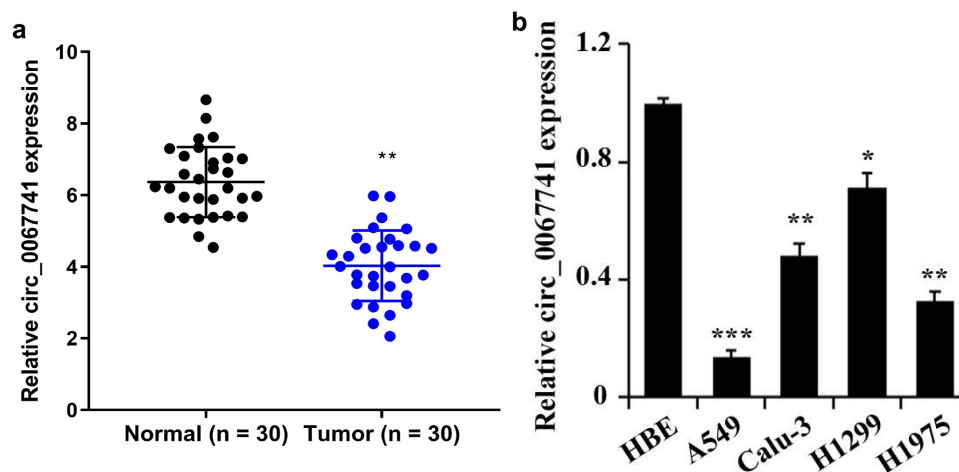 a
Relative circ_0067741 expression
10
8
6
4
2
0
**
Normal (n = 30) Tumor (n = 30)
b
Relative circ_0067741 expression
1.2
0.8
0.4
0
***
**
*
**
HBE
A549
Calu-3
H1299
H1975